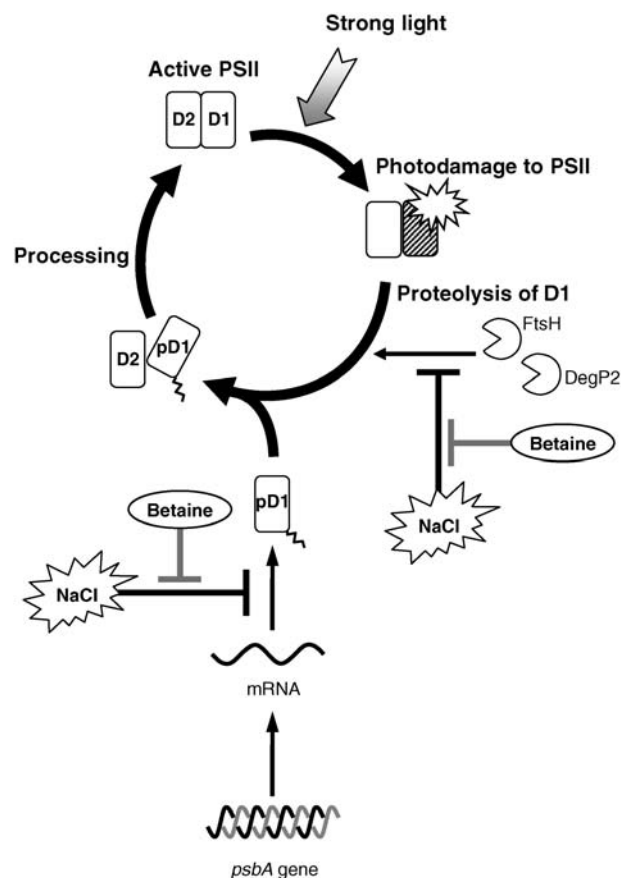 Strong light
Active PSII
D2 D1
Photodamage to PSII
Processing
Proteolysis of D1
FtsH
DegP2
D2
pD1
Betaine
NaCl
pD1
Betaine
NaCl
mRNA
psbA gene